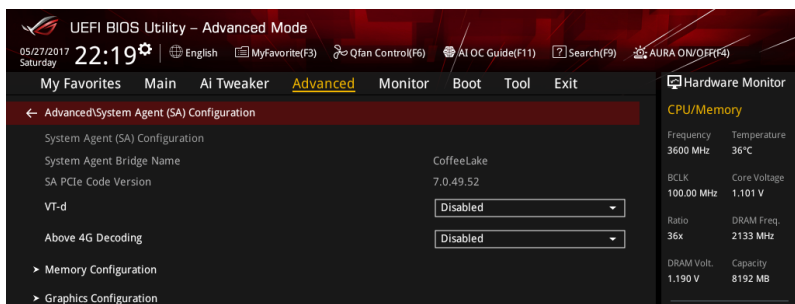 UEFI BIOS Utility – Advanced Mode
05/27/2017
Saturday
22:19
English
MyFavorite(F3)
Qfan Control(F6)
AI OC Guide(F11)
Search(F9)
AURA ON/OFF(F4)
My Favorites Main Ai Tweaker Advanced Monitor Boot Tool Exit
Hardware Monitor
← Advanced\System Agent (SA) Configuration
System Agent (SA) Configuration
System Agent Bridge Name CoffeeLake
SA PCIe Code Version 7.0.49.52
VT-d Disabled
Above 4G Decoding Disabled
> Memory Configuration
> Graphics Configuration
CPU/Memory
Frequency Temperature
3600 MHz 36°C
BCLK Core Voltage
100.00 MHz 1.101 V
Ratio DRAM Freq.
36x 2133 MHz
DRAM Volt. Capacity
1.190 V 8192 MB